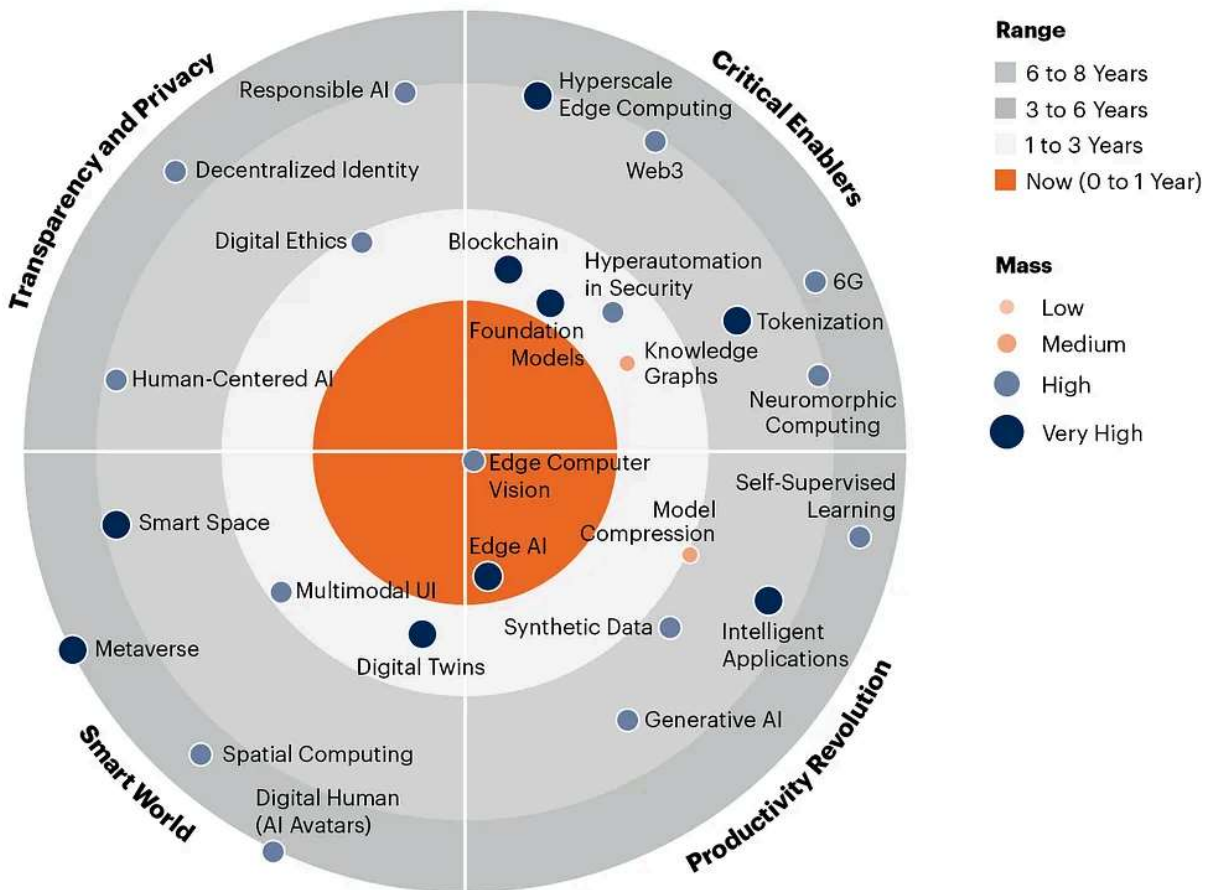 Transparency and Privacy
Critical Enablers
Smart World
Productivity Revolution
Responsible AI
Decentralized Identity
Digital Ethics
Human-Centered AI
Hyperscale
Edge Computing
Web3
Blockchain
Hyperautomation
in Security
6G
Foundation
Models
Tokenization
Knowledge
Graphs
Neuromorphic
Computing
Edge Computer
Vision
Self-Supervised
Learning
Model
Compression
Edge AI
Smart Space
Multimodal UI
Synthetic Data
Intelligent
Applications
Metaverse
Digital Twins
Generative AI
Spatial Computing
Digital Human
(AI Avatars)
Range
6 to 8 Years
3 to 6 Years
1 to 3 Years
Now (0 to 1 Year)
Mass
Low
Medium
High
Very High